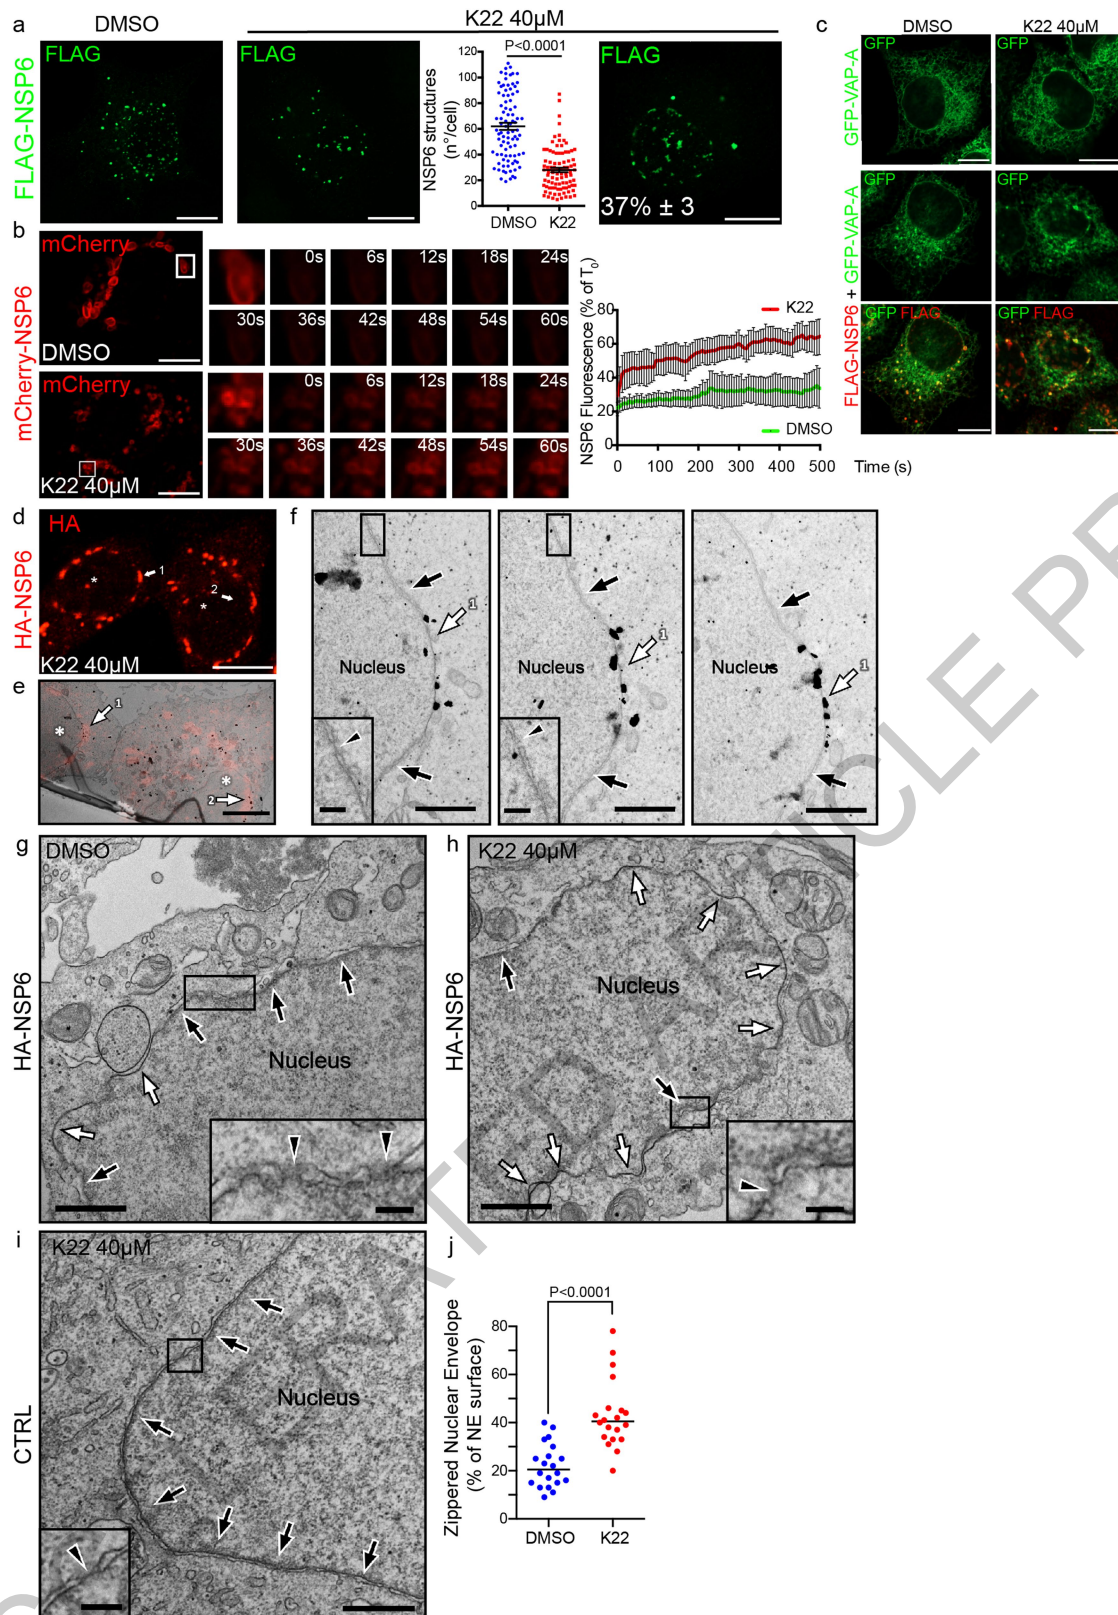 a
DMSO
K22 40µM
FLAG-NSP6
FLAG
FLAG
P<0.0001
NSP6 structures
(n°/cell)
120
100
80
60
40
20
0
DMSO K22
FLAG
37% ± 3
b
mCherry-NSP6
mCherry
DMSO
mCherry
K22 40µM
0s 6s 12s 18s 24s
30s 36s 42s 48s 54s 60s
0s 6s 12s 18s 24s
30s 36s 42s 48s 54s 60s
NSP6 Fluorescence (% of T0)
80
60
40
20
0
K22
DMSO
0 100 200 300 400 500
Time (s)
c
DMSO
K22 40µM
GFP-VAP-A
GFP
GFP
FLAG-NSP6 + GFP-VAP-A
GFP
GFP
GFP FLAG
GFP FLAG
d
HA-NSP6
HA
* 1
2
*
K22 40µM
e
1
*
*
2
f
Nucleus
1
Nucleus
1
Nucleus
1
g
HA-NSP6
DMSO
Nucleus
h
HA-NSP6
K22 40µM
Nucleus
i
CTRL
K22 40µM
Nucleus
j
P<0.0001
Zippered Nuclear Envelope
(% of NE surface)
80
60
40
20
0
DMSO K22
ICLE PR